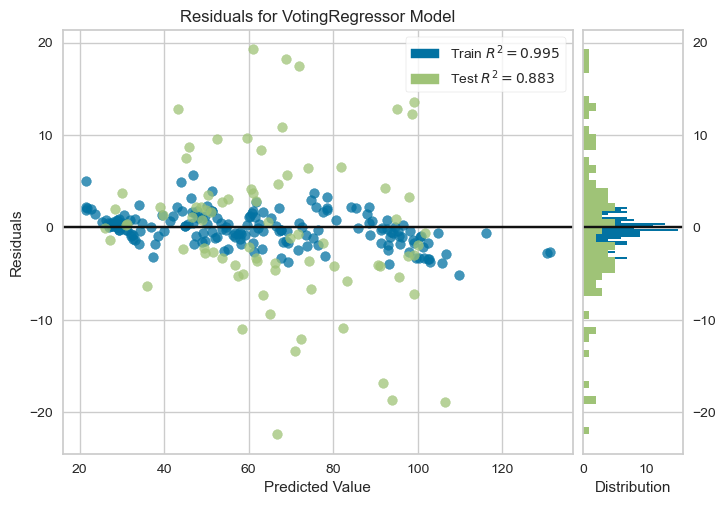 Residuals for VotingRegressor Model
Train R² = 0.995
Test R² = 0.883
20
10
0
−10
−20
Residuals
20 40 60 80 100 120
Predicted Value
20
10
0
−10
−20
0 10
Distribution